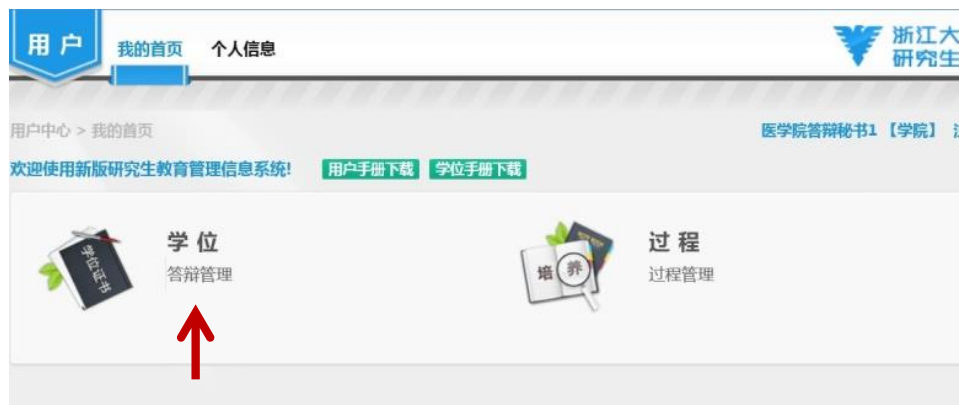 用 户
我的首页 个人信息
浙江大
研究生
用户中心 > 我的首页
医学院答辩秘书1 【学院】
欢迎使用新版研究生教育管理信息系统!
用户手册下载 学位手册下载
学位证书
学 位
答辩管理
培 养
过 程
过程管理